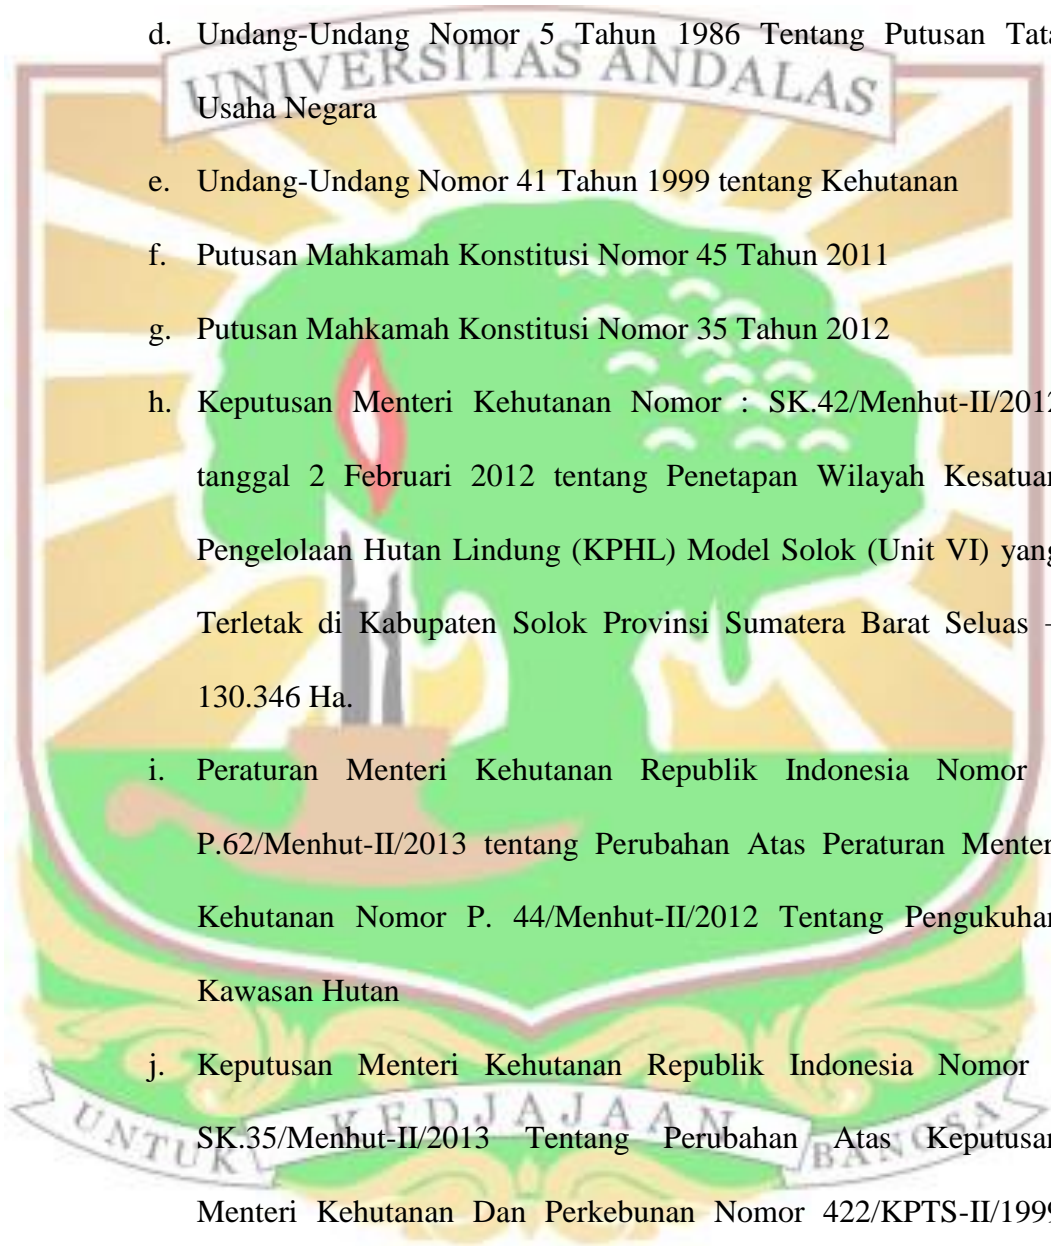 d. Undang-Undang Nomor 5 Tahun 1986 Tentang Putusan Tata
UNIVERSITAS ANDALAS
Usaha Negara
e. Undang-Undang Nomor 41 Tahun 1999 tentang Kehutanan
f. Putusan Mahkamah Konstitusi Nomor 45 Tahun 2011
g. Putusan Mahkamah Konstitusi Nomor 35 Tahun 2012
h. Keputusan Menteri Kehutanan Nomor : SK.42/Menhut-II/2012
tanggal 2 Februari 2012 tentang Penetapan Wilayah Kesatuan
Pengelolaan Hutan Lindung (KPHL) Model Solok (Unit VI) yang
Terletak di Kabupaten Solok Provinsi Sumatera Barat Seluas –
130.346 Ha.
i. Peraturan Menteri Kehutanan Republik Indonesia Nomor
P.62/Menhut-II/2013 tentang Perubahan Atas Peraturan Menteri
Kehutanan Nomor P. 44/Menhut-II/2012 Tentang Pengukuhan
Kawasan Hutan
j. Keputusan Menteri Kehutanan Republik Indonesia Nomor
UNTUK KEDJAJAAN BANGSA
SK.35/Menhut-II/2013 Tentang Perubahan Atas Keputusan
Menteri Kehutanan Dan Perkebunan Nomor 422/KPTS-II/1999